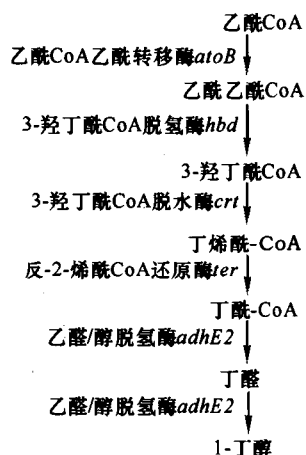 乙酰CoA
乙酰CoA乙酰转移酶atoB
乙酰乙酰CoA
3-羟丁酰CoA脱氢酶hbd
3-羟丁酰CoA
3-羟丁酰CoA脱水酶crt
丁烯酰-CoA
反-2-烯酰CoA还原酶ter
丁酰-CoA
乙醛/醇脱氢酶adhE2
丁醛
乙醛/醇脱氢酶adhE2
1-丁醇